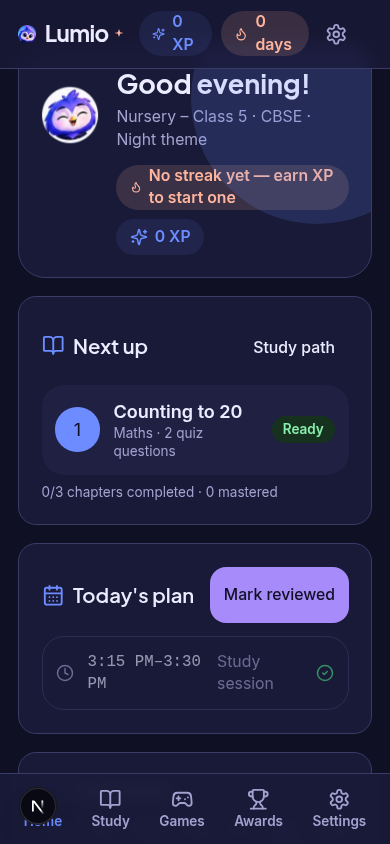 Lumio
0
XP
0
days
Good evening!
Nursery – Class 5 · CBSE ·
Night theme
No streak yet — earn XP
to start one
0 XP
Next up
Study path
1
Counting to 20
Maths · 2 quiz
questions
Ready
0/3 chapters completed · 0 mastered
Today's plan
Mark reviewed
3:15 PM–3:30
PM
Study
session
N
Home
Study
Games
Awards
Settings